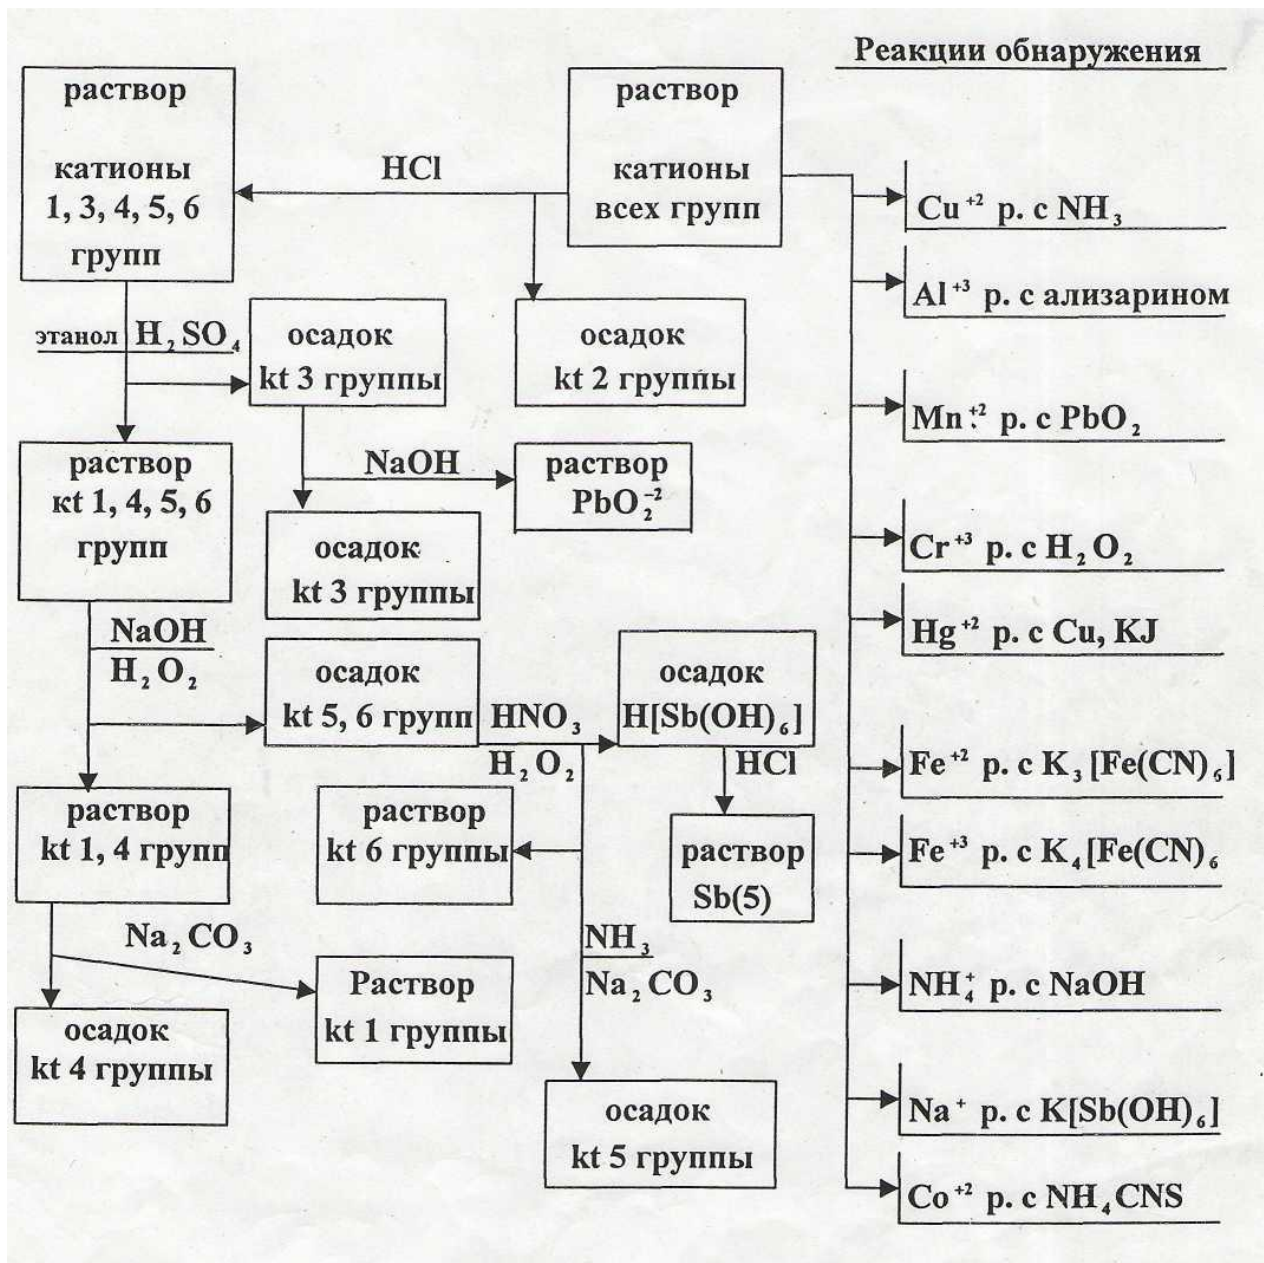 Реакции обнаружения
раствор
катионы
1, 3, 4, 5, 6
групп
HCl
раствор
катионы
всех групп
этанол H₂SO₄
осадок
kt 3 группы
осадок
kt 2 группы
раствор
кt 1, 4, 5, 6
групп
NaOH
раствор
PbO₂⁻²
осадок
kt 3 группы
NaOH
H₂O₂
осадок
kt 5, 6 групп
HNO₃
H₂O₂
осадок
H[Sb(OH)₆]
HCl
раствор
kt 1, 4 групп
раствор
kt 6 группы
раствор
Sb(5)
Na₂CO₃
NH₃
Na₂CO₃
Раствор
kt 1 группы
осадок
kt 4 группы
осадок
kt 5 группы
Cu⁺² р. с NH₃
Al⁺³ р. с ализарином
Mn⁺² р. с PbO₂
Cr⁺³ р. с H₂O₂
Hg⁺² р. с Cu, KJ
Fe⁺² р. с K₃[Fe(CN)₆]
Fe⁺³ р. с K₄[Fe(CN)₆
NH₄⁺ р. с NaOH
Na⁺ р. с K[Sb(OH)₆]
Co⁺² р. с NH₄CNS